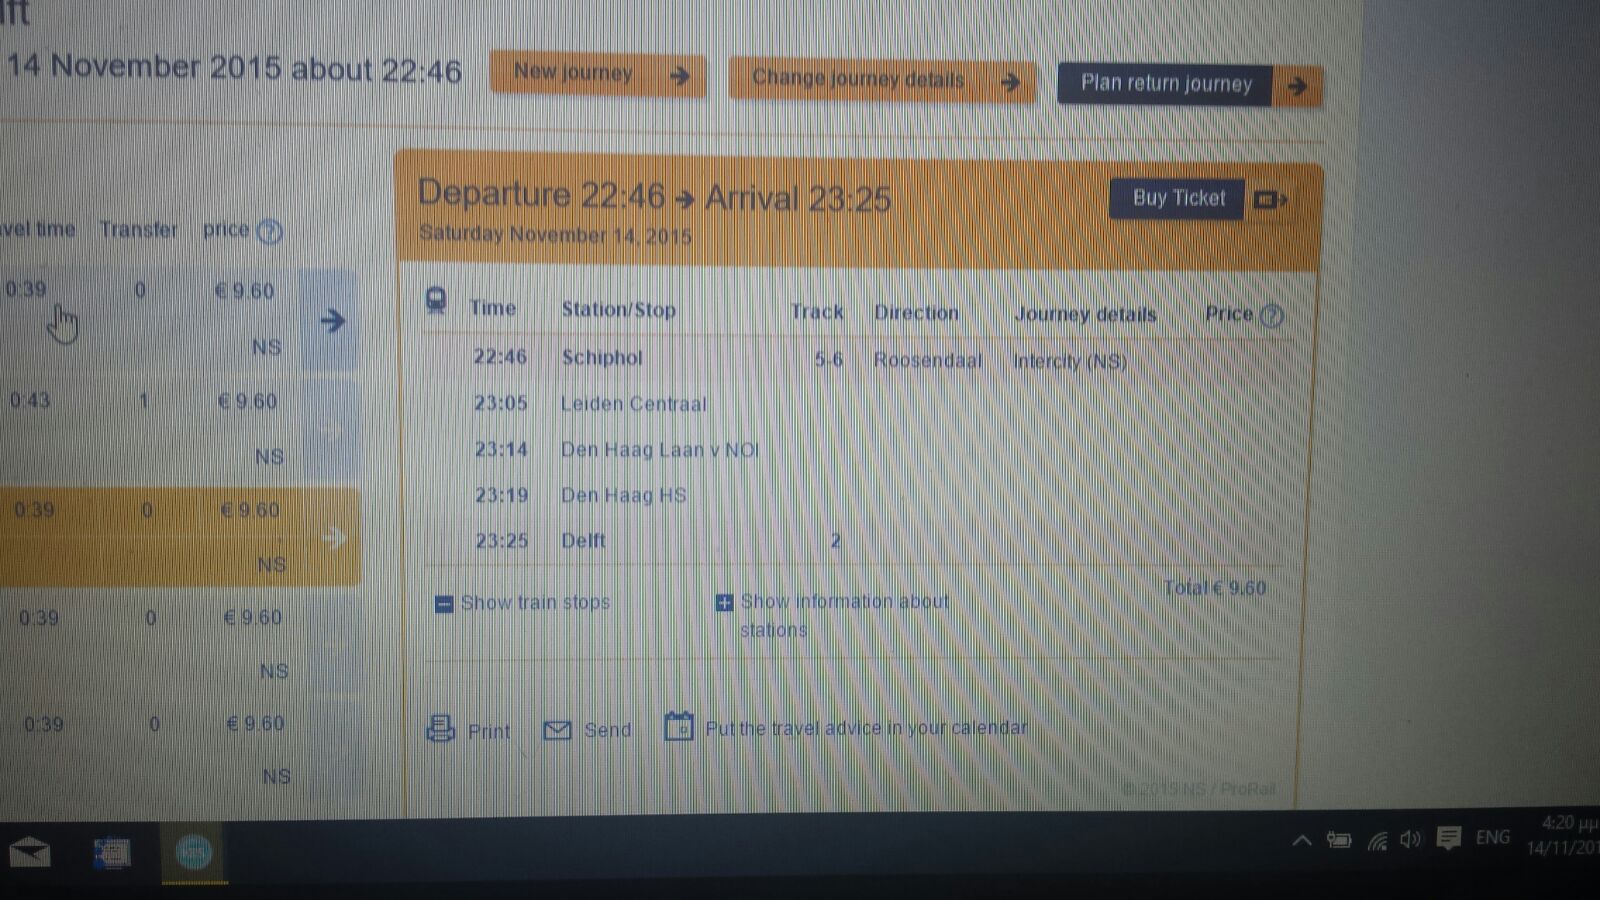 14 November 2015 about 22:46
New journey
Change journey details
Plan return journey
Departure 22:46 → Arrival 23:25
Saturday November 14, 2015
Buy Ticket
time Transfer price ?
0:39 0 € 9.60
NS
0:43 1 € 9.60
NS
0:39 0 € 9.60
NS
0:39 0 € 9.60
NS
0:39 0 € 9.60
NS
Time Station/Stop Track Direction Journey details Price ?
22:46 Schiphol 5-6 Roosendaal Intercity (NS)
23:05 Leiden Centraal
23:14 Den Haag Laan v NOI
23:19 Den Haag HS
23:25 Delft 2
Total € 9.60
Show train stops
Show information about
stations
Print Send Put the travel advice in your calendar
© 2015 NS / ProRail
ENG
4:20 μμ
14/11/201